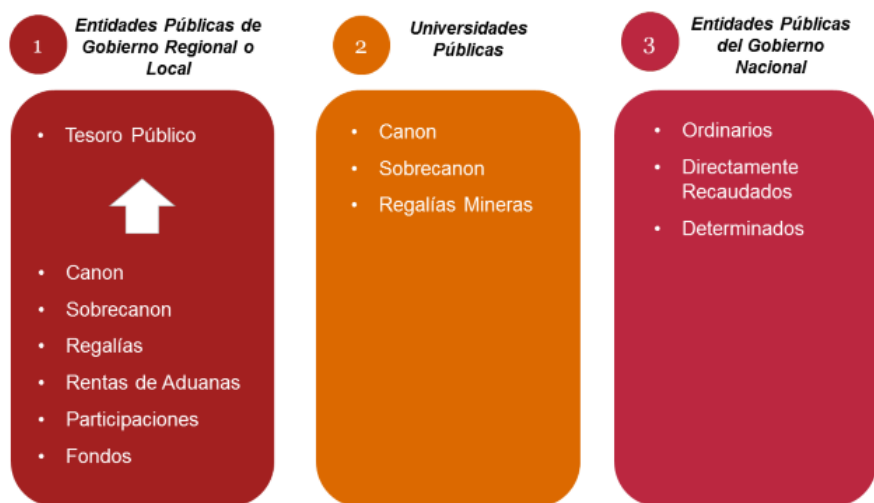 1
Entidades Públicas de
Gobierno Regional o
Local
• Tesoro Público
• Canon
• Sobrecanon
• Regalías
• Rentas de Aduanas
• Participaciones
• Fondos
2
Universidades
Públicas
• Canon
• Sobrecanon
• Regalías Mineras
3
Entidades Públicas
del Gobierno
Nacional
• Ordinarios
• Directamente
Recaudados
• Determinados